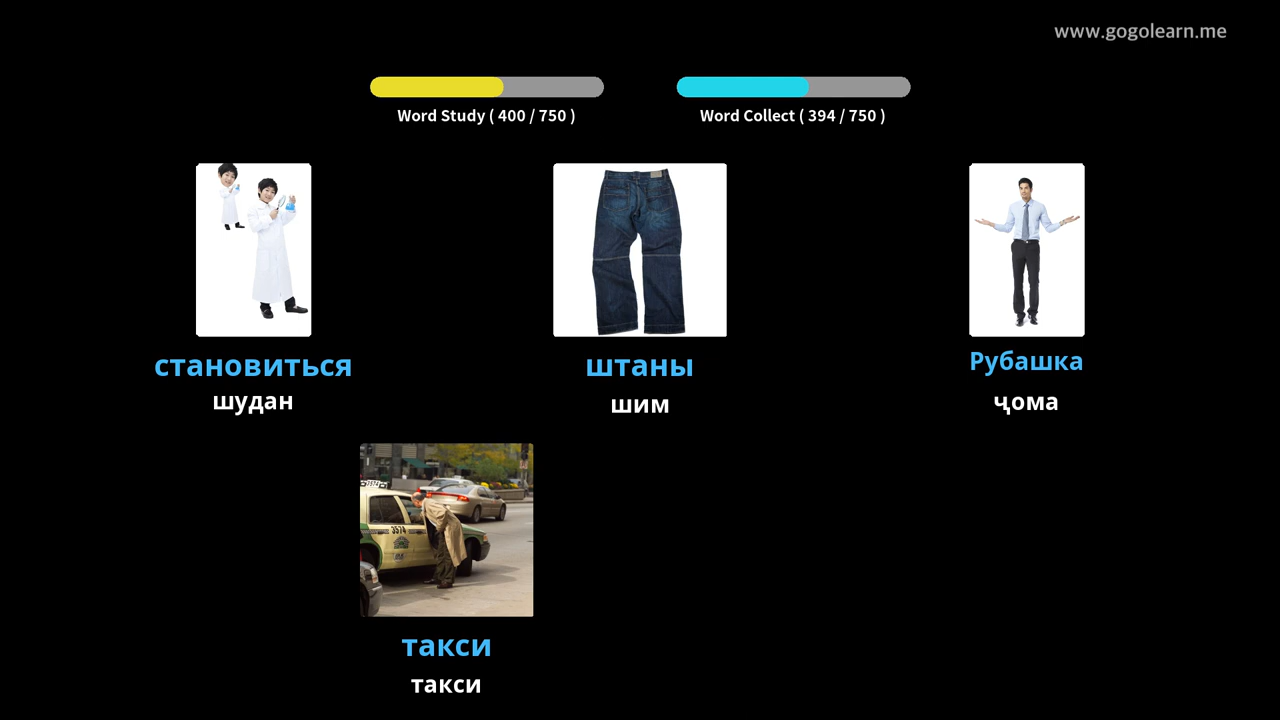 www.gogolearn.me
Word Study ( 400 / 750 )
Word Collect ( 394 / 750 )
становиться
шудан
штаны
шим
Рубашка
ҷома
3574
такси
такси